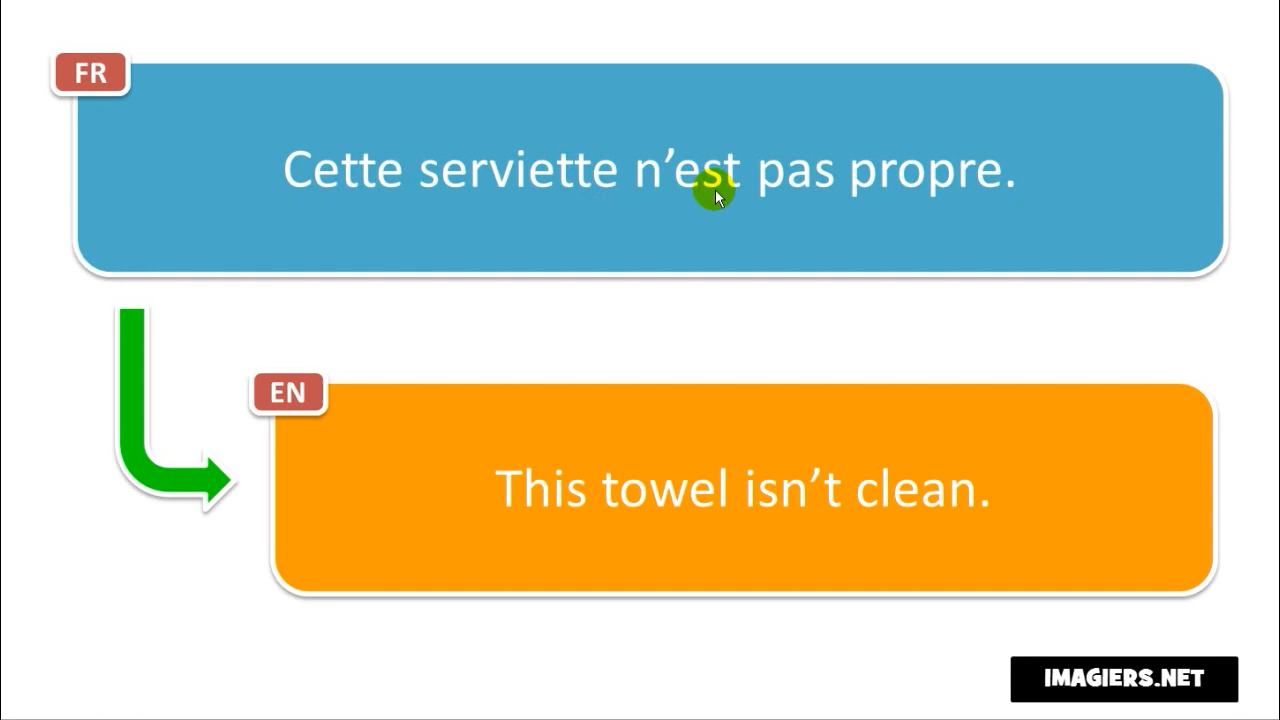 FR
Cette serviette n’est pas propre.
EN
This towel isn’t clean.
IMAGIERS.NET